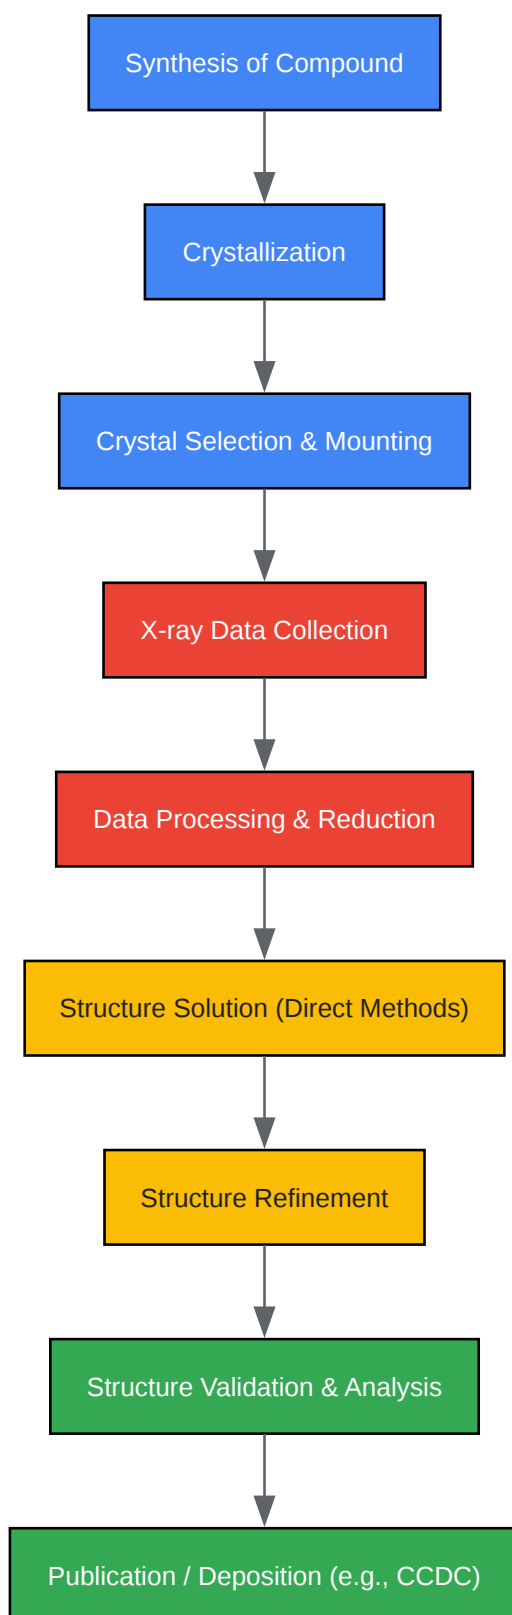 Synthesis of Compound
Crystallization
Crystal Selection & Mounting
X-ray Data Collection
Data Processing & Reduction
Structure Solution (Direct Methods)
Structure Refinement
Structure Validation & Analysis
Publication / Deposition (e.g., CCDC)